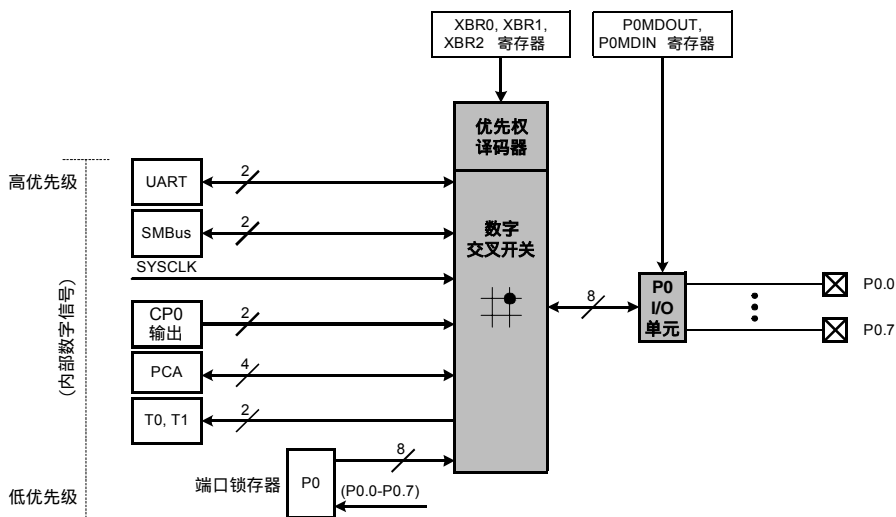 XBR0, XBR1,
XBR2 寄存器
P0MDOUT,
P0MDIN 寄存器
优先权
译码器
高优先级
UART
2
SMBus
2
数字
交叉开关
SYSCLK
(内部数字信号)
CP0
输出
2
8
P0
I/O
单元
P0.0
P0.7
PCA
4
T0, T1
2
端口锁存器
P0
8
(P0.0-P0.7)
低优先级